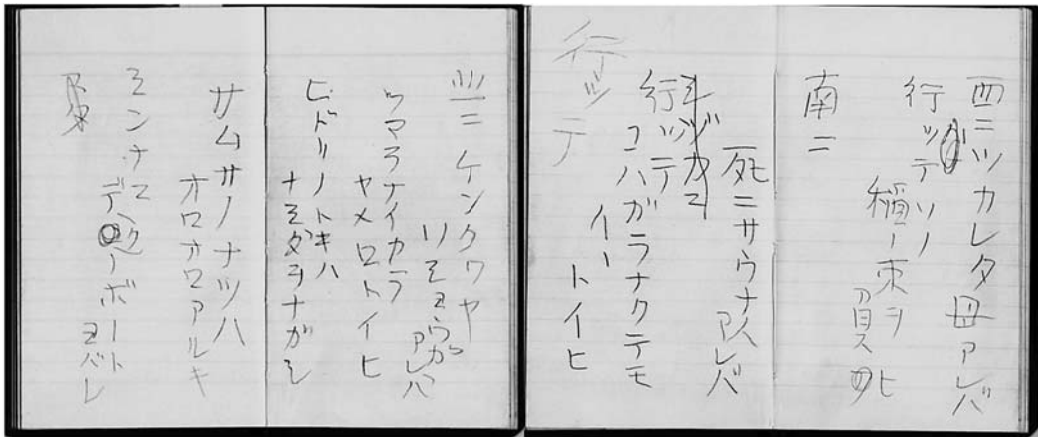 西ニツカレタ母アレバ
行ッテソノ
稲ノ束ヲ
負ヒ
南ニ
死ニサウナ人アレバ
行ッテ
コハガラナクテモ
イヽトイヒ
行ッテ
北ニケンクヮヤ
ソショウガアレバ
ツマラナイカラ
ヤメロトイヒ
ヒドリノトキハ
ナミダヲナガシ
サムサノナツハ
オロオロアルキ
ミンナニ
デクノボート
ヨバレ